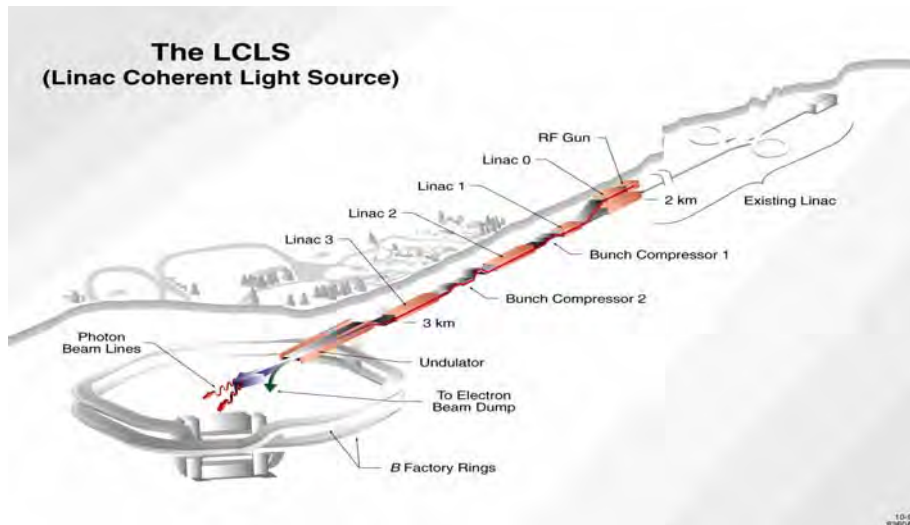 The LCLS
(Linac Coherent Light Source)
RF Gun
Linac 0
Linac 1
2 km
Existing Linac
Linac 2
Linac 3
Bunch Compressor 1
Bunch Compressor 2
3 km
Photon
Beam Lines
Undulator
To Electron
Beam Dump
B Factory Rings